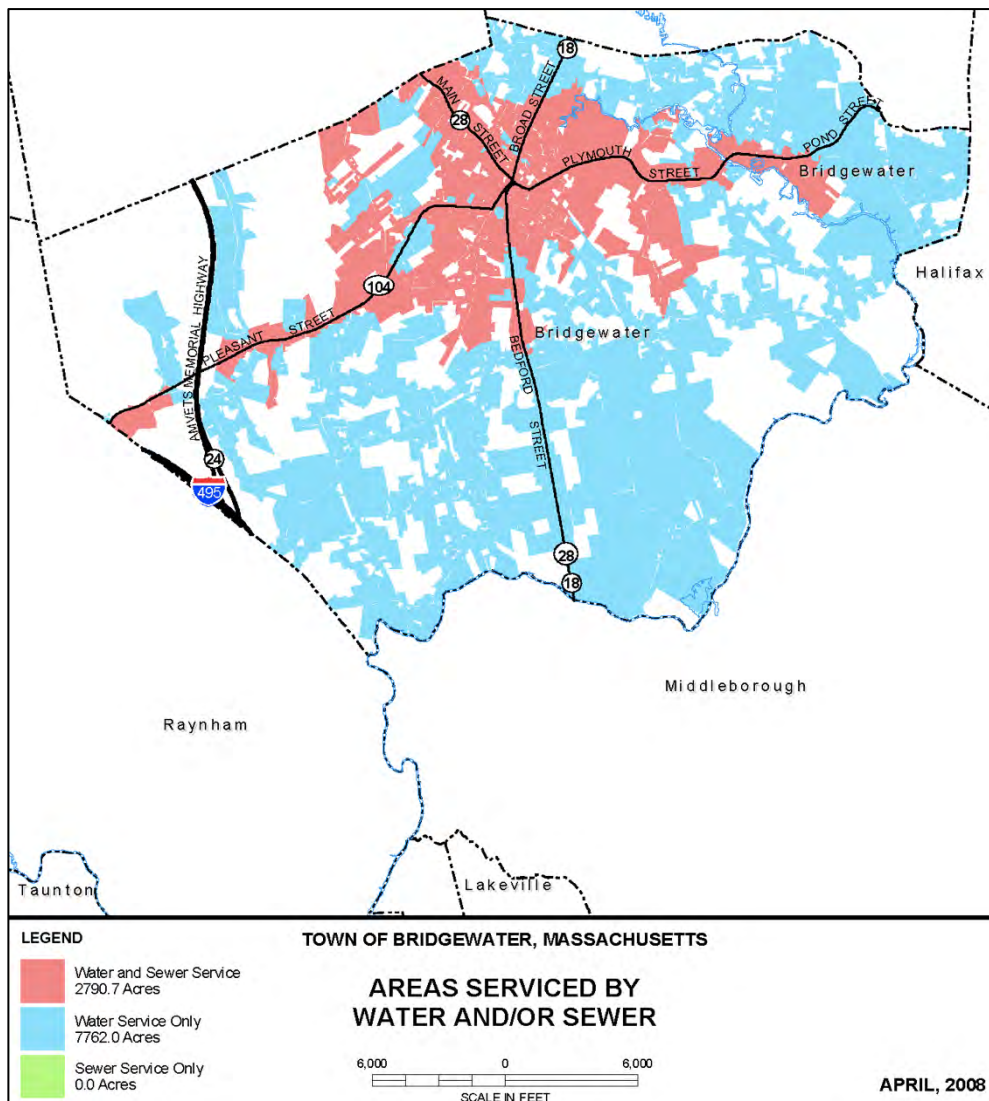 18
BROAD STREET
MAIN
28
STREET
PLYMOUTH
STREET
POND STREET
Bridgewater
Halifax
104
AMVETS MEMORIAL HIGHWAY
PLEASANT
STREET
Bridgewater
BEDFORD
STREET
24
495
28
18
Middleborough
Raynham
Taunton
Lakeville
LEGEND
Water and Sewer Service
2790.7 Acres
Water Service Only
7762.0 Acres
Sewer Service Only
0.0 Acres
TOWN OF BRIDGEWATER, MASSACHUSETTS
AREAS SERVICED BY
WATER AND/OR SEWER
6,000 0 6,000
SCALE IN FEET
APRIL, 2008